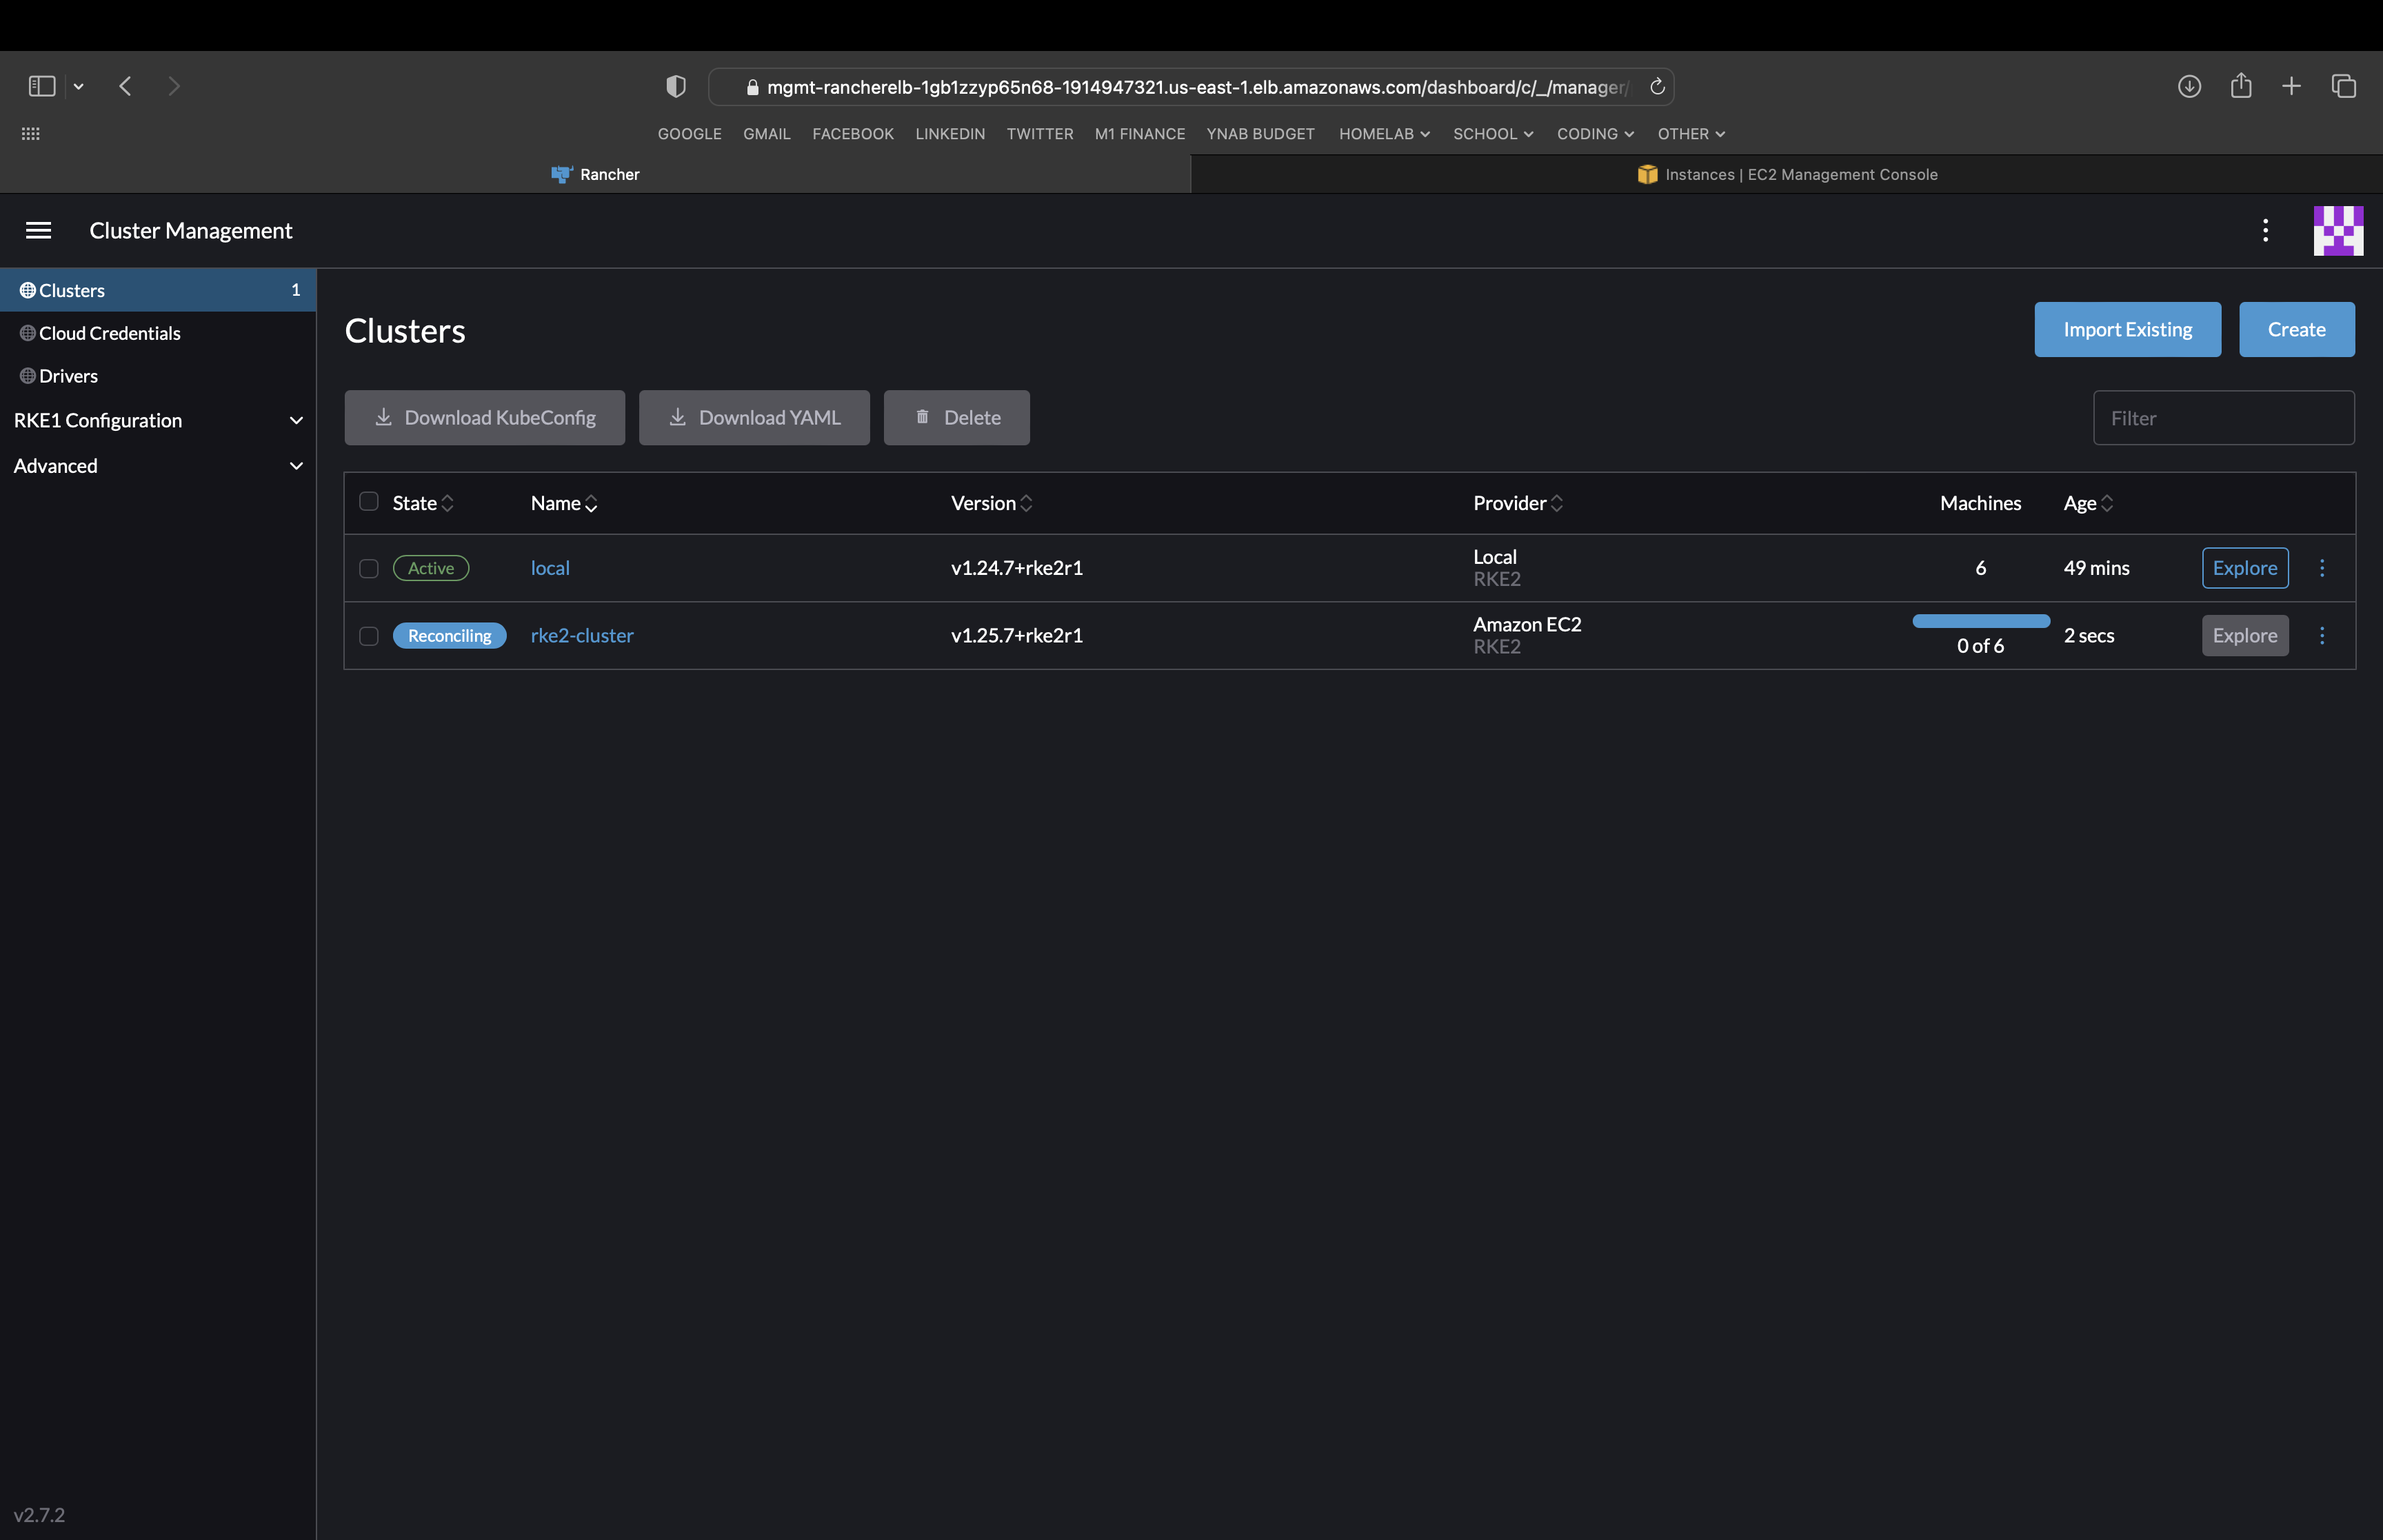 mgmt-rancherelb-1gb1zzyp65n68-1914947321.us-east-1.elb.amazonaws.com/dashboard/c/_/manager/
GOOGLE GMAIL FACEBOOK LINKEDIN TWITTER M1 FINANCE YNAB BUDGET HOMELAB SCHOOL CODING OTHER
Rancher
Instances | EC2 Management Console
Cluster Management
Clusters 1
Cloud Credentials
Drivers
RKE1 Configuration
Advanced
v2.7.2
Clusters
Import Existing
Create
Download KubeConfig
Download YAML
Delete
Filter
State Name Version Provider Machines Age
Active local v1.24.7+rke2r1 Local 6 49 mins Explore
RKE2
Reconciling rke2-cluster v1.25.7+rke2r1 Amazon EC2 0 of 6 2 secs Explore
RKE2